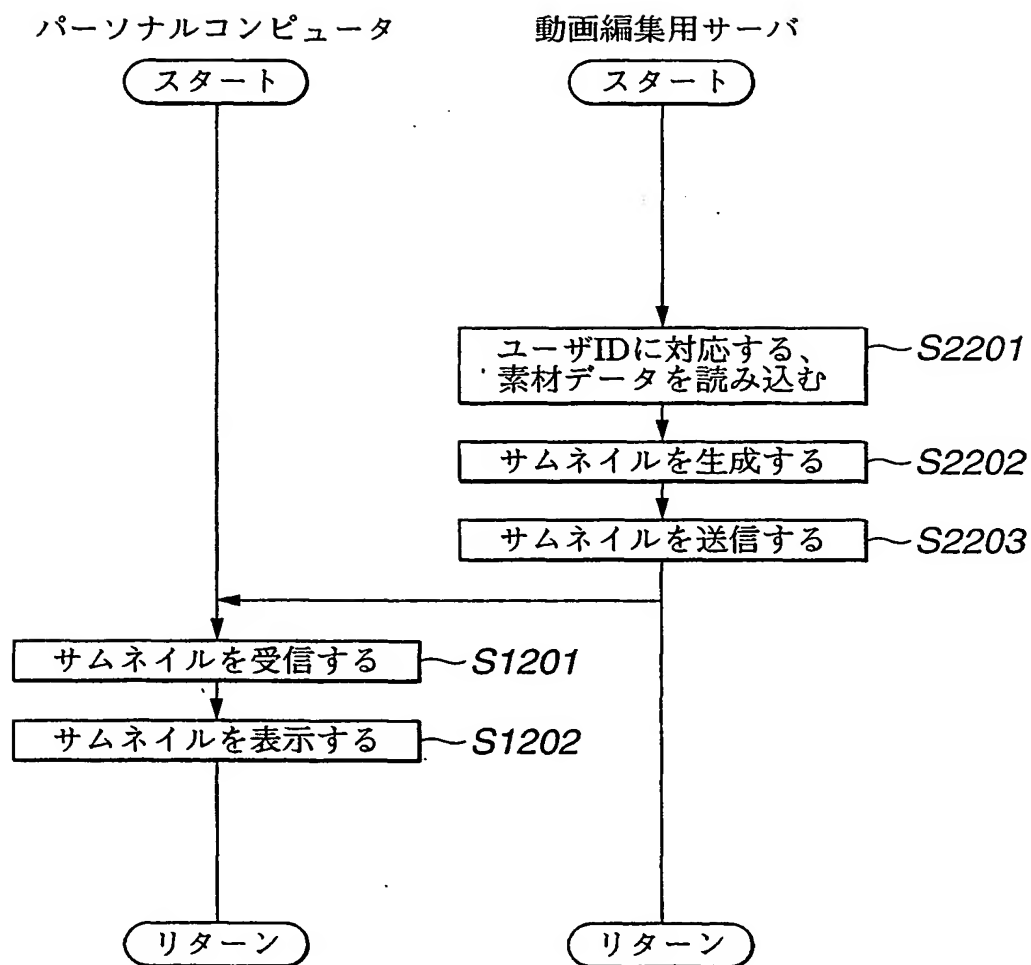 パーソナルコンピュータ
動画編集用サーバ
スタート
スタート
ユーザIDに対応する、
素材データを読み込む
S2201
サムネイルを生成する
S2202
サムネイルを送信する
S2203
サムネイルを受信する
S1201
サムネイルを表示する
S1202
リターン
リターン